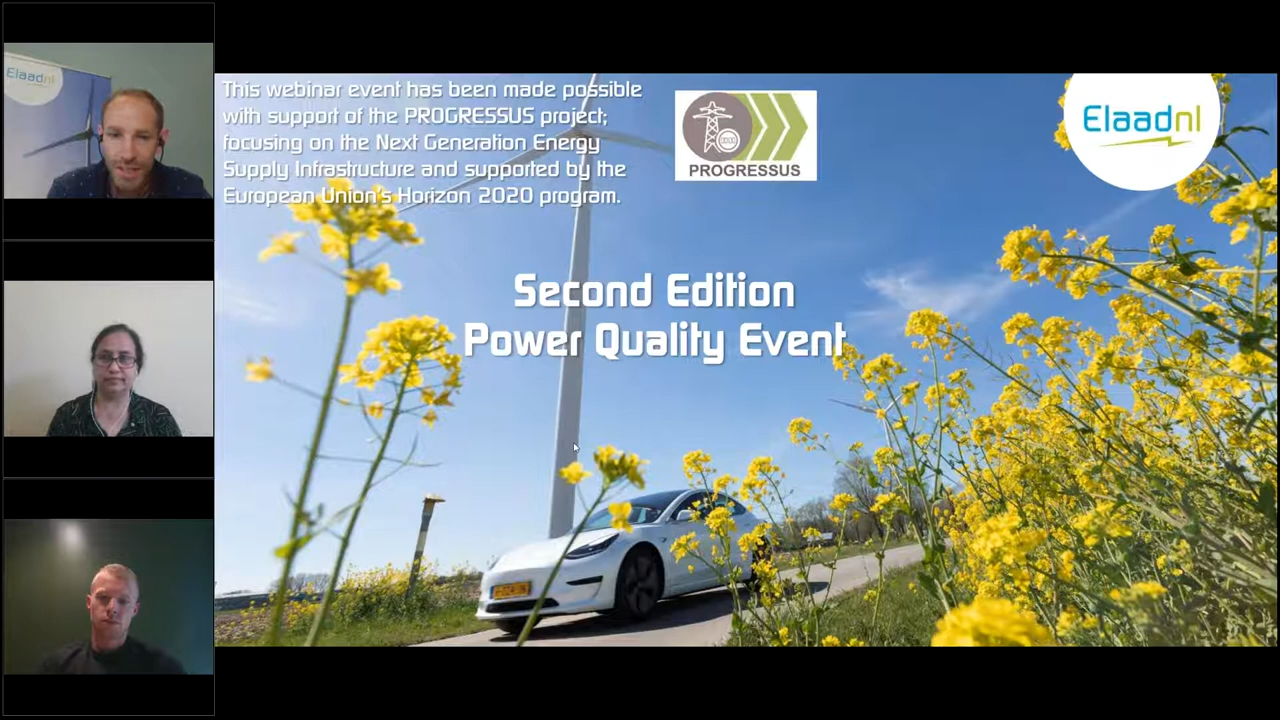 Elaadnl
This webinar event has been made possible
with support of the PROGRESSUS project;
focusing on the Next Generation Energy
Supply Infrastructure and supported by the
European Union's Horizon 2020 program.
PROGRESSUS
Elaadnl
Second Edition
Power Quality Event